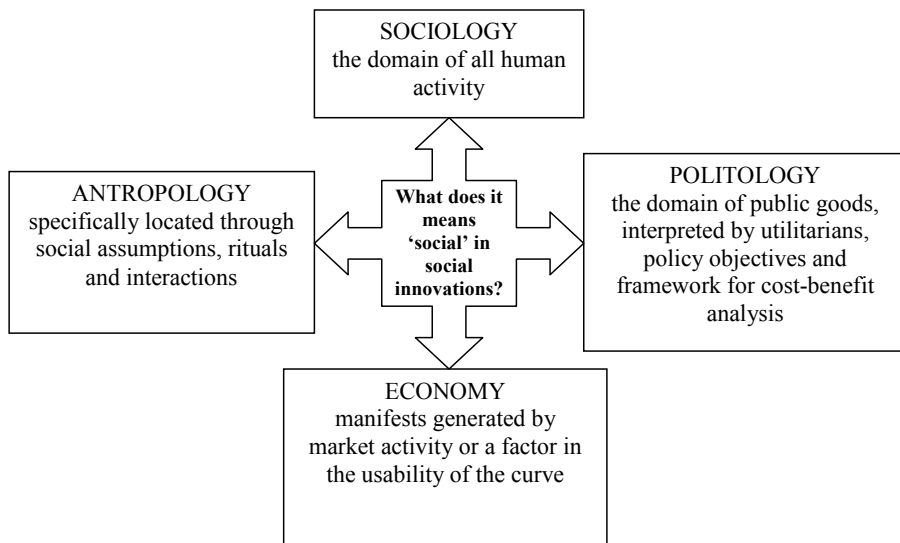 SOCIOLOGY
the domain of all human
activity
ANTROPOLOGY
specifically located through
social assumptions, rituals
and interactions
What does it
means
‘social’ in
social
innovations?
POLITOLOGY
the domain of public goods,
interpreted by utilitarians,
policy objectives and
framework for cost-benefit
analysis
ECONOMY
manifests generated by
market activity or a factor in
the usability of the curve